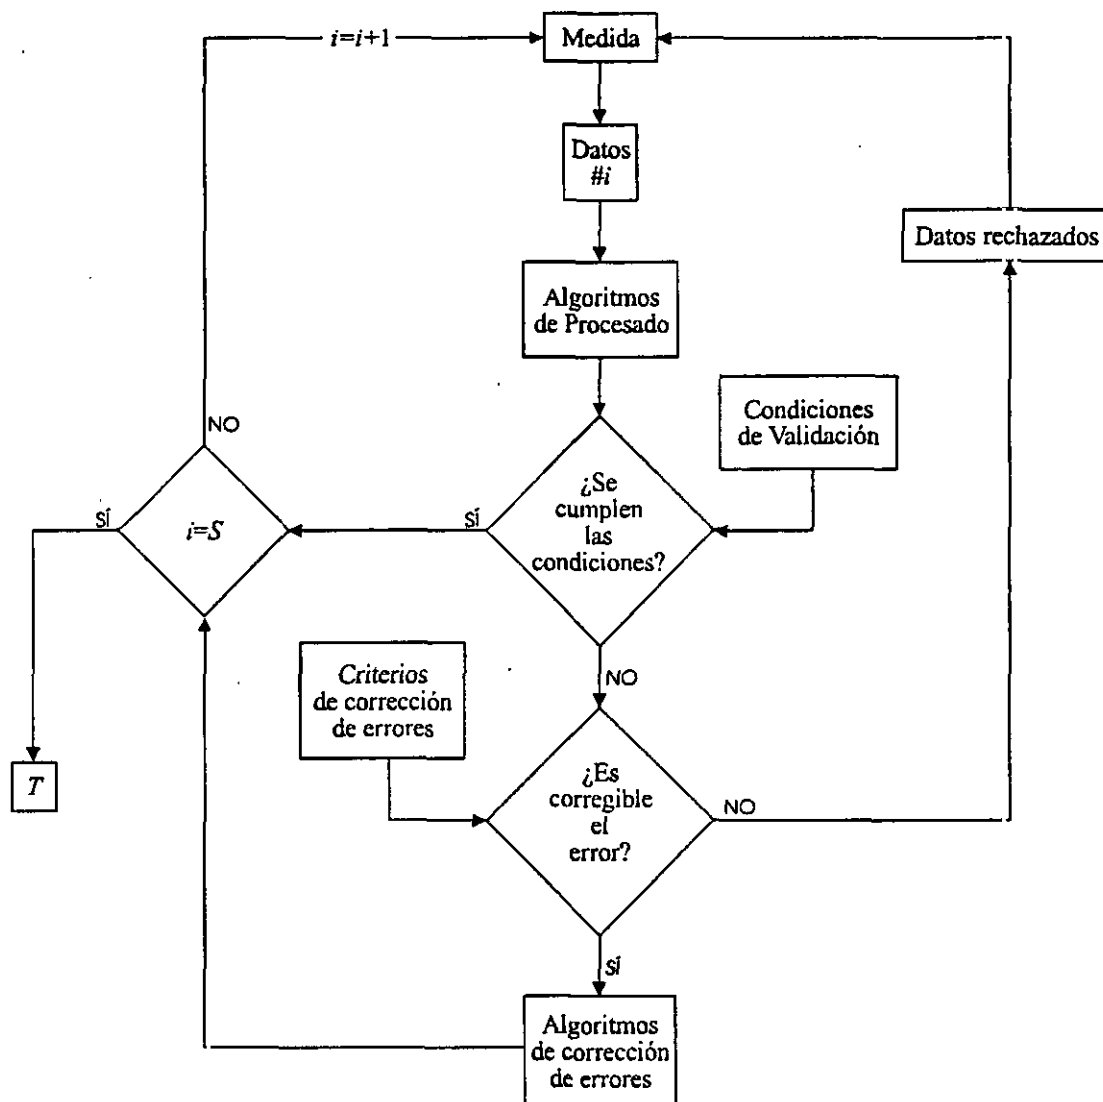 i=i+1
Medida
Datos
#i
Datos rechazados
Algoritmos
de Procesado
Condiciones
de Validación
NO
¿Se
cumplen
las
condiciones?
SÍ
i=S
SÍ
NO
Criterios
de corrección
de errores
T
¿Es
corregible
el
error?
NO
SÍ
Algoritmos
de corrección
de errores